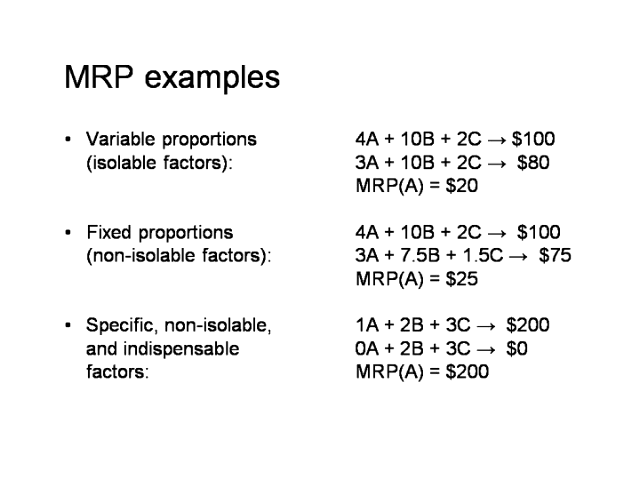 MRP examples
• Variable proportions
(isolable factors):
4A + 10B + 2C → $100
3A + 10B + 2C → $80
MRP(A) = $20
• Fixed proportions
(non-isolable factors):
4A + 10B + 2C → $100
3A + 7.5B + 1.5C → $75
MRP(A) = $25
• Specific, non-isolable,
and indispensable
factors:
1A + 2B + 3C → $200
0A + 2B + 3C → $0
MRP(A) = $200